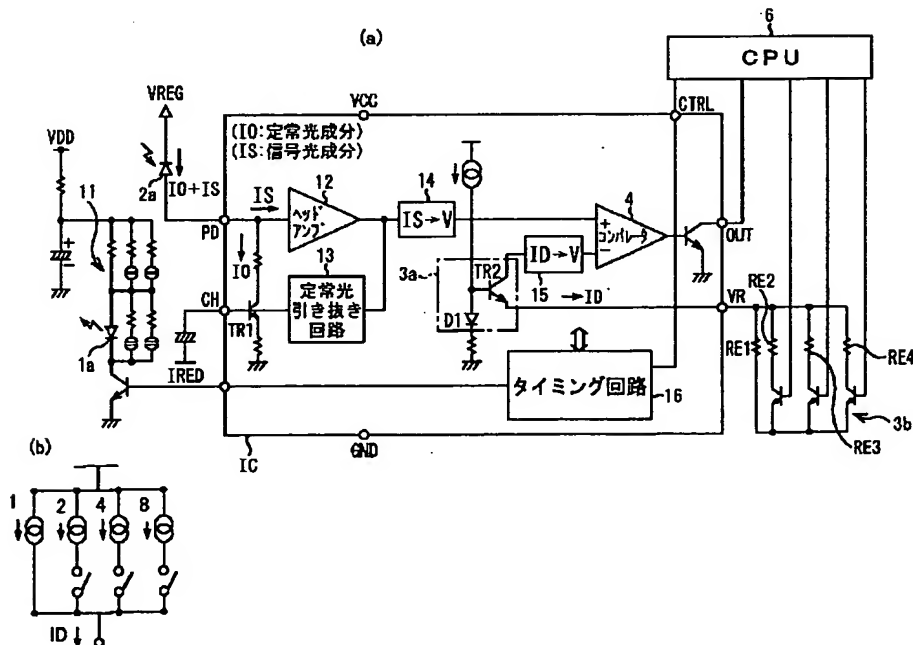 (a)
6
CPU
VREG
VCC
CTRL
VDD
(IO:定常光成分)
(IS:信号光成分)
2a
IO+IS
11
IS
12
14
4
ヘッド
アンプ
IS→V
+
コンパレータ
−
PD
OUT
IO
13
3a
TR2
ID→V
定常光
引き抜き
回路
15
→ID
VR
RE2
CH
TR1
D1
RE1
RE4
1a
IRED
タイミング回路
16
3b
RE3
IC
GND
(b)
1
2
4
8
ID